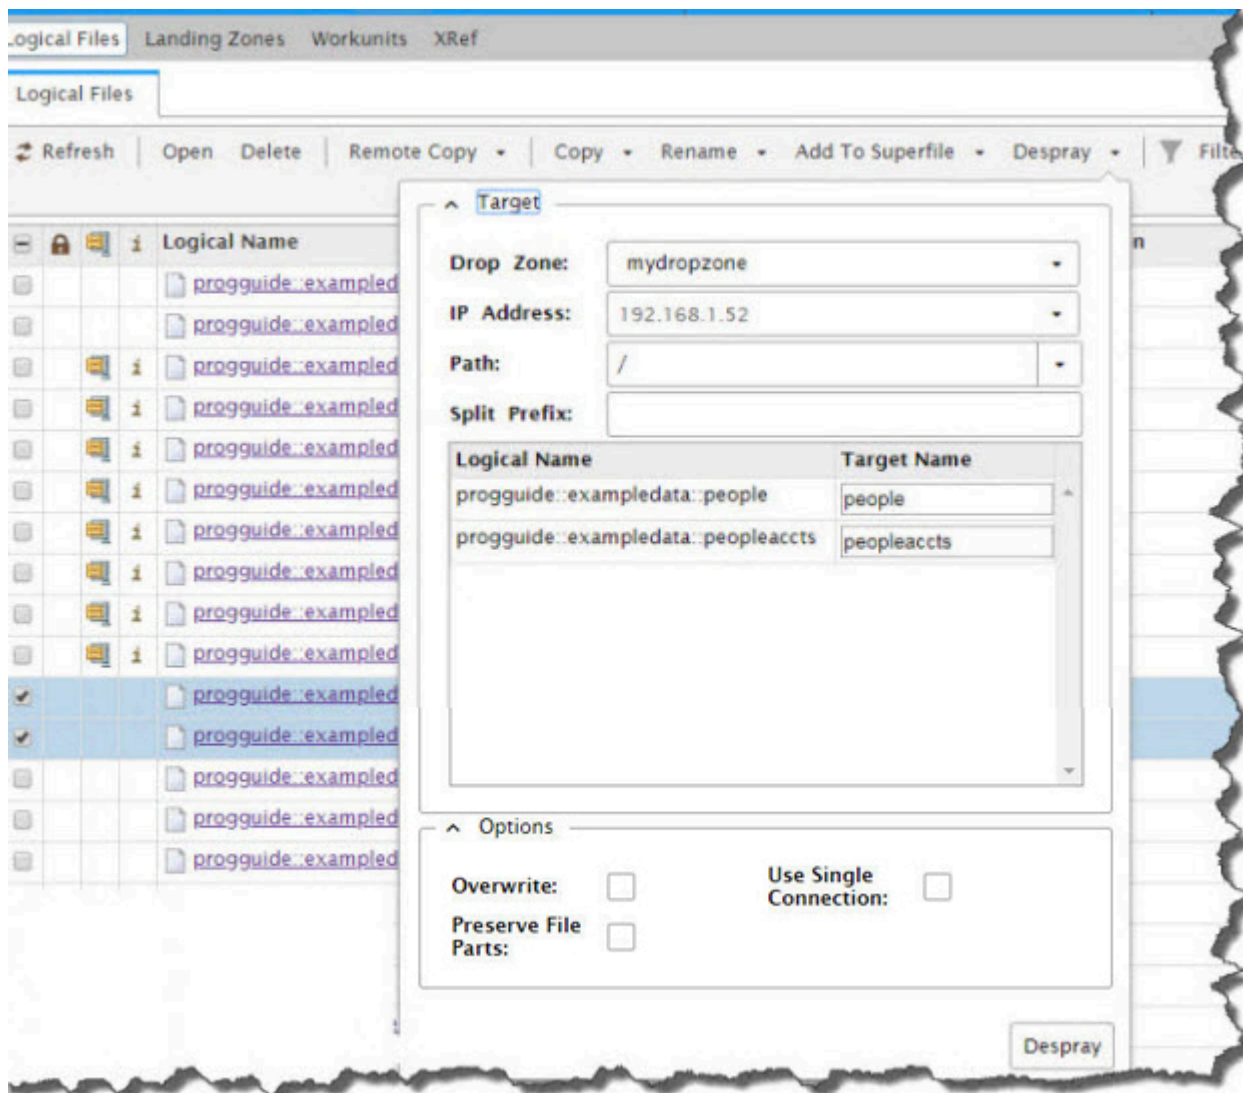 Logical Files Landing Zones Workunits XRef
Logical Files
Refresh Open Delete Remote Copy Copy Rename Add To Superfile Despray Filte
Target
Logical Name
Drop Zone: mydropzone
progguide::exampled
IP Address: 192.168.1.52
progguide::exampled
Path: /
i progguide::exampled
Split Prefix:
i progguide::exampled
i progguide::exampled
Logical Name Target Name
i progguide::exampled
progguide::exampledata::people people
i progguide::exampled
progguide::exampledata::peopleaccts peopleaccts
i progguide::exampled
i progguide::exampled
i progguide::exampled
progguide::exampled
progguide::exampled
progguide::exampled
progguide::exampled
progguide::exampled
Options
Overwrite: Use Single
Connection:
Preserve File
Parts:
Despray